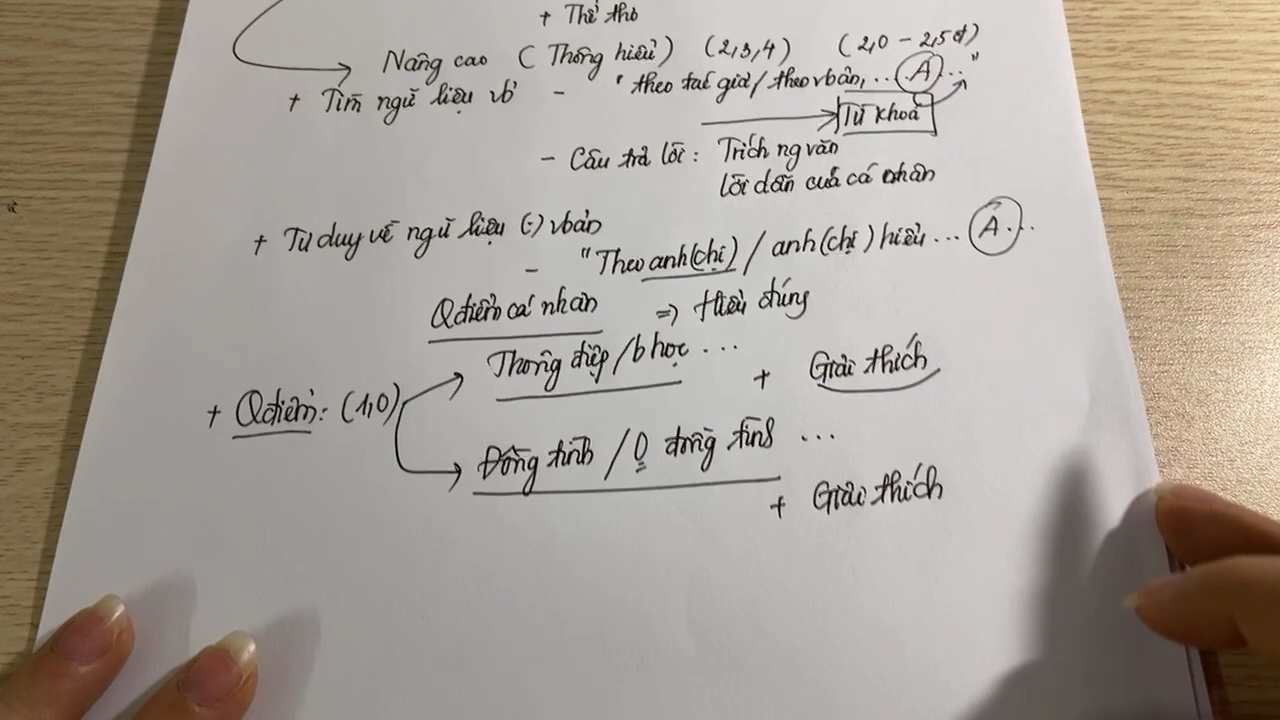 + Thể thơ
Nâng cao ( Thông hiểu ) (2,3,4) (2,0 - 2,5đ)
+ Tìm ngữ liệu vb - "theo tác giả/theo vbản, ..(A).."
Từ khoá
- Câu trả lời : Trích ng văn
lời dẫn của cá nhân
+ Tư duy về ngữ liệu (-) vbản
- "Theo anh(chị) / anh(chị) hiểu ... (A)...
Qđiểm cá nhân => Hiểu đúng
Thông điệp /b học ... + Giải thích
+ Qđiểm: (1,0)
Đồng tình / 0 đồng tình ...
+ Giải thích